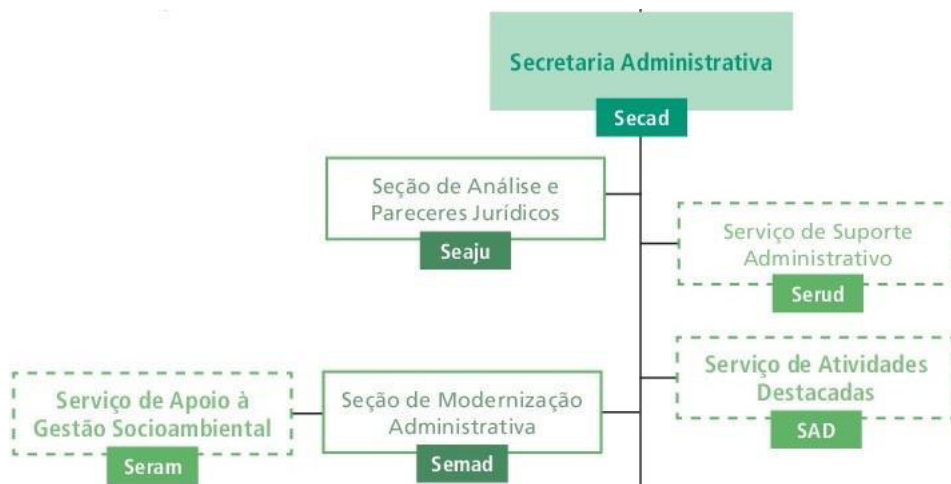 Secretaria Administrativa
Secad
Seção de Análise e
Pareceres Jurídicos
Seaju
Serviço de Suporte
Administrativo
Serud
Serviço de Atividades
Destacadas
SAD
Serviço de Apoio à
Gestão Socioambiental
Seram
Seção de Modernização
Administrativa
Semad